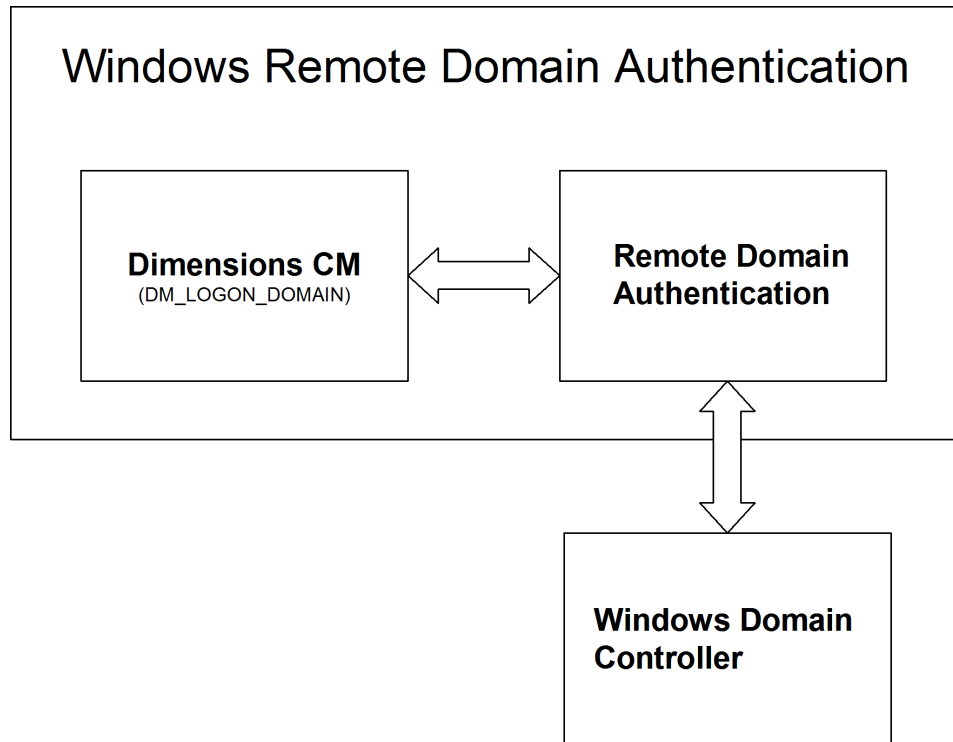 Windows Remote Domain Authentication
Dimensions CM
(DM_LOGON_DOMAIN)
Remote Domain
Authentication
Windows Domain
Controller